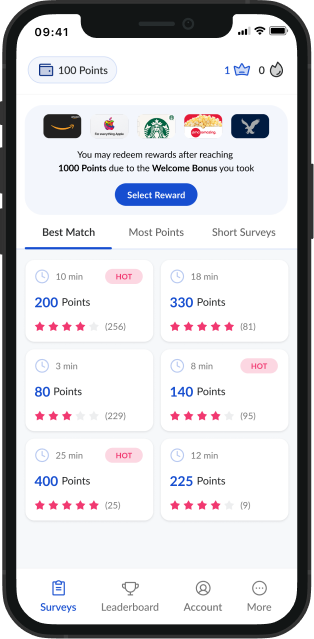 09:41
100 Points
1
0
You may redeem rewards after reaching
1000 Points due to the Welcome Bonus you took
Select Reward
Best Match
Most Points
Short Surveys
10 min
HOT
200 Points
(256)
18 min
330 Points
(81)
3 min
80 Points
(229)
8 min
HOT
140 Points
(95)
25 min
HOT
400 Points
(25)
12 min
225 Points
(9)
Surveys
Leaderboard
Account
More